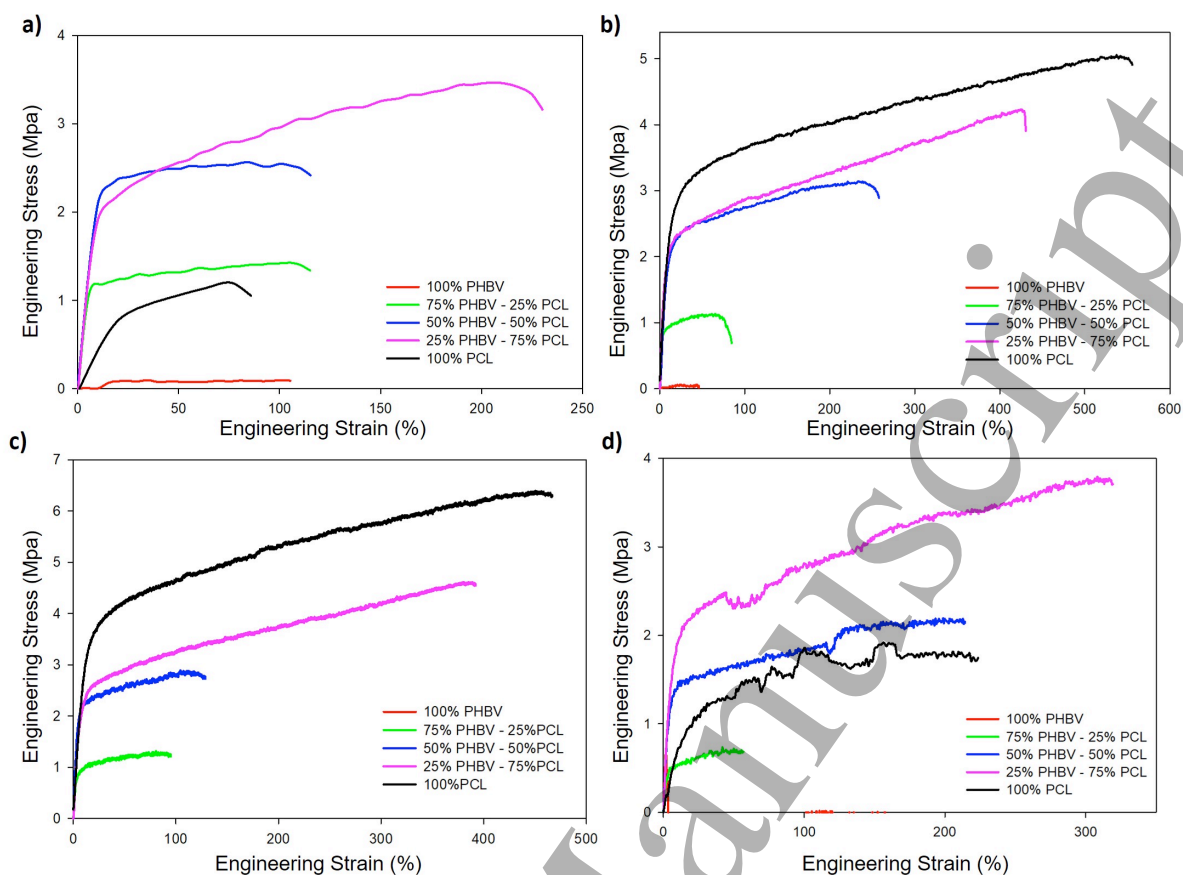 a)
4
3
2
1
0
Engineering Stress (Mpa)
0 50 100 150 200 250
Engineering Strain (%)
100% PHBV
75% PHBV - 25% PCL
50% PHBV - 50% PCL
25% PHBV - 75% PCL
100% PCL
b)
5
4
3
2
1
0
Engineering Stress (Mpa)
0 100 200 300 400 500 600
Engineering Strain (%)
100% PHBV
75% PHBV - 25% PCL
50% PHBV - 50% PCL
25% PHBV - 75% PCL
100% PCL
c)
7
6
5
4
3
2
1
0
Engineering Stress (Mpa)
0 100 200 300 400 500
Engineering Strain (%)
100% PHBV
75% PHBV - 25%PCL
50% PHBV - 50%PCL
25% PHBV - 75%PCL
100%PCL
d)
4
3
2
1
0
Engineering Stress (Mpa)
0 100 200 300
Engineering Strain (%)
100% PHBV
75% PHBV - 25% PCL
50% PHBV - 50% PCL
25% PHBV - 75% PCL
100% PCL
anuscript